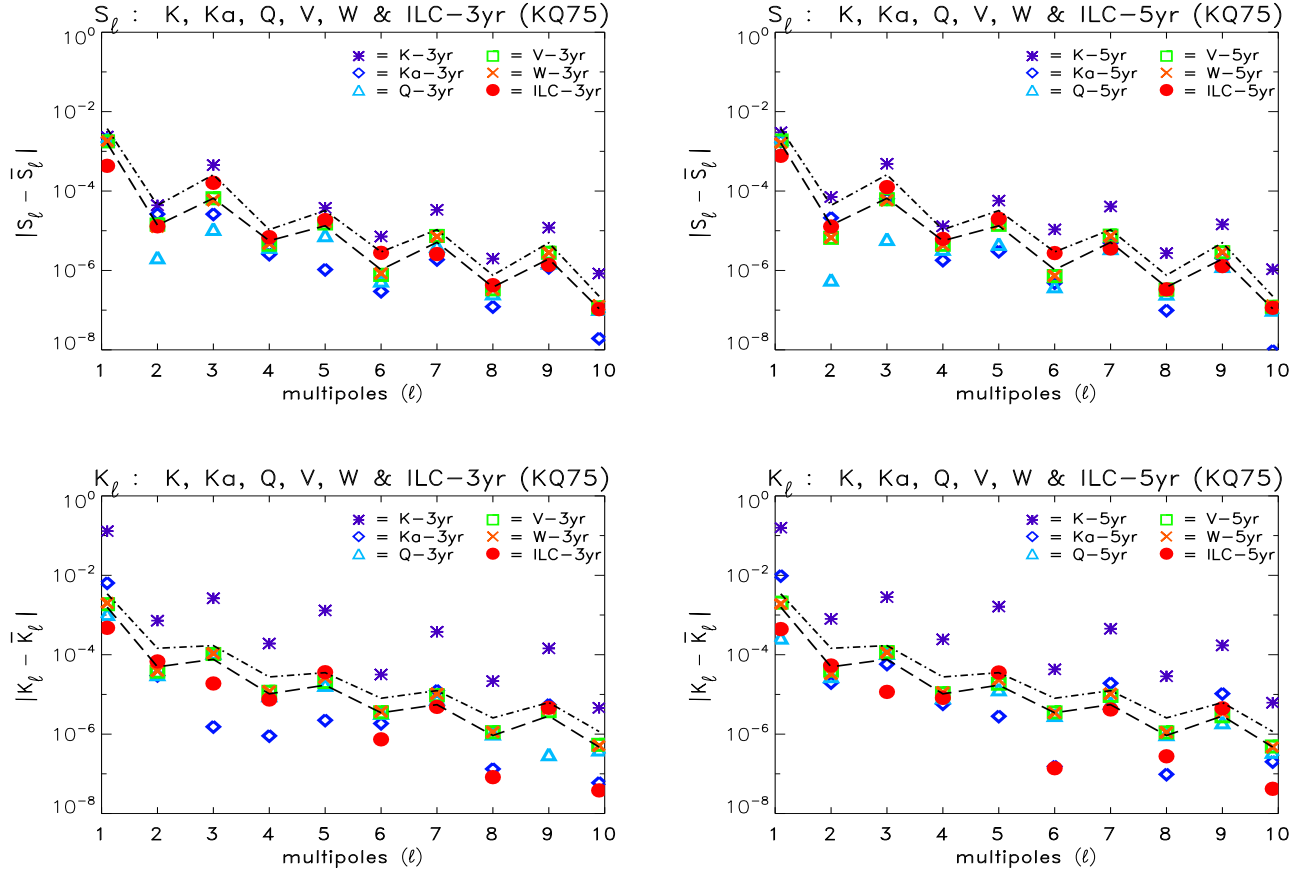 S_ℓ : K, Ka, Q, V, W & ILC−3yr (KQ75)
∗ = K−3yr □ = V−3yr
◇ = Ka−3yr × = W−3yr
△ = Q−3yr ● = ILC−3yr
|S_ℓ − S̄_ℓ|
10^0
10^−2
10^−4
10^−6
10^−8
1 2 3 4 5 6 7 8 9 10
multipoles (ℓ)
S_ℓ : K, Ka, Q, V, W & ILC−5yr (KQ75)
∗ = K−5yr □ = V−5yr
◇ = Ka−5yr × = W−5yr
△ = Q−5yr ● = ILC−5yr
|S_ℓ − S̄_ℓ|
10^0
10^−2
10^−4
10^−6
10^−8
1 2 3 4 5 6 7 8 9 10
multipoles (ℓ)
K_ℓ : K, Ka, Q, V, W & ILC−3yr (KQ75)
∗ = K−3yr □ = V−3yr
◇ = Ka−3yr × = W−3yr
△ = Q−3yr ● = ILC−3yr
|K_ℓ − K̄_ℓ|
10^0
10^−2
10^−4
10^−6
10^−8
1 2 3 4 5 6 7 8 9 10
multipoles (ℓ)
K_ℓ : K, Ka, Q, V, W & ILC−5yr (KQ75)
∗ = K−5yr □ = V−5yr
◇ = Ka−5yr × = W−5yr
△ = Q−5yr ● = ILC−5yr
|K_ℓ − K̄_ℓ|
10^0
10^−2
10^−4
10^−6
10^−8
1 2 3 4 5 6 7 8 9 10
multipoles (ℓ)